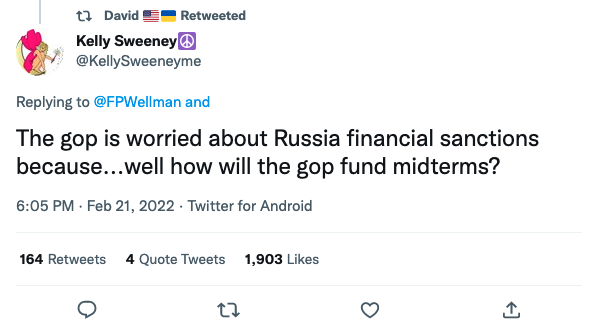 David 🇺🇸🇺🇦 Retweeted
Kelly Sweeney☮️
@KellySweeneyme
Replying to @FPWellman and
The gop is worried about Russia financial sanctions
because...well how will the gop fund midterms?
6:05 PM · Feb 21, 2022 · Twitter for Android
164 Retweets 4 Quote Tweets 1,903 Likes